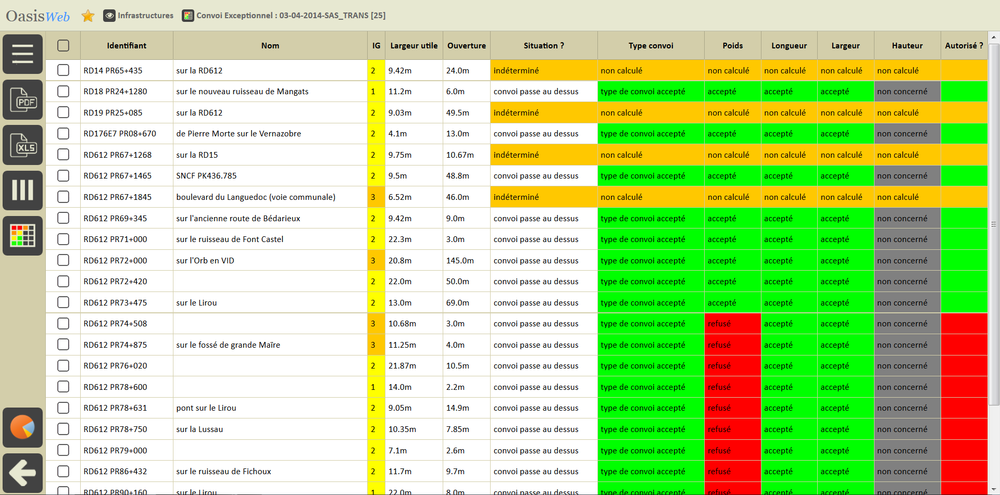 OasisWeb Infrastructures Convoi Exceptionnel : 03-04-2014-SAS_TRANS [25]
Identifiant Nom IG Largeur utile Ouverture Situation ? Type convoi Poids Longueur Largeur Hauteur Autorisé ?
RD14 PR65+435 sur la RD612 2 9.42m 24.0m indéterminé non calculé non calculé non calculé non calculé non calculé
PDF
RD18 PR24+1280 sur le nouveau ruisseau de Mangats 1 11.2m 6.0m convoi passe au dessus type de convoi accepté accepté accepté accepté non concerné
RD19 PR25+085 sur la RD612 2 9.03m 49.5m indéterminé non calculé non calculé non calculé non calculé non calculé
RD176E7 PR08+670 de Pierre Morte sur le Vernazobre 2 4.1m 13.0m convoi passe au dessus type de convoi accepté accepté accepté accepté non concerné
XLS
RD612 PR67+1268 sur la RD15 2 9.75m 10.67m indéterminé non calculé non calculé non calculé non calculé non calculé
RD612 PR67+1465 SNCF PK436.785 2 9.5m 48.8m convoi passe au dessus type de convoi accepté accepté accepté accepté non concerné
RD612 PR67+1845 boulevard du Languedoc (voie communale) 3 6.52m 46.0m indéterminé non calculé non calculé non calculé non calculé non calculé
RD612 PR69+345 sur l'ancienne route de Bédarieux 2 9.42m 9.0m convoi passe au dessus type de convoi accepté accepté accepté accepté non concerné
RD612 PR71+000 sur le ruisseau de Font Castel 2 22.3m 3.0m convoi passe au dessus type de convoi accepté accepté accepté accepté non concerné
RD612 PR72+000 sur l'Orb en VID 3 20.8m 145.0m convoi passe au dessus type de convoi accepté accepté accepté accepté non concerné
RD612 PR72+420 2 22.0m 50.0m convoi passe au dessus type de convoi accepté accepté accepté accepté non concerné
RD612 PR73+475 sur le Lirou 2 13.0m 69.0m convoi passe au dessus type de convoi accepté accepté accepté accepté non concerné
RD612 PR74+508 3 10.68m 3.0m convoi passe au dessus type de convoi accepté refusé accepté accepté non concerné
RD612 PR74+875 sur le fossé de grande Maïre 3 11.25m 4.0m convoi passe au dessus type de convoi accepté refusé accepté accepté non concerné
RD612 PR76+020 2 21.87m 10.5m convoi passe au dessus type de convoi accepté refusé accepté accepté non concerné
RD612 PR78+600 1 14.0m 2.2m convoi passe au dessus type de convoi accepté refusé accepté accepté non concerné
RD612 PR78+631 pont sur le Lirou 2 9.05m 14.9m convoi passe au dessus type de convoi accepté refusé accepté accepté non concerné
RD612 PR78+750 sur la Lussau 2 10.35m 7.85m convoi passe au dessus type de convoi accepté refusé accepté accepté non concerné
RD612 PR79+000 2 7.1m 2.6m convoi passe au dessus type de convoi accepté refusé accepté accepté non concerné
RD612 PR86+432 sur le ruisseau de Fichoux 2 11.7m 9.7m convoi passe au dessus type de convoi accepté refusé accepté accepté non concerné
RD612 PR90+160 sur le Lirou 1 22.0m 8.0m convoi passe au dessus type de convoi accepté refusé accepté accepté non concerné